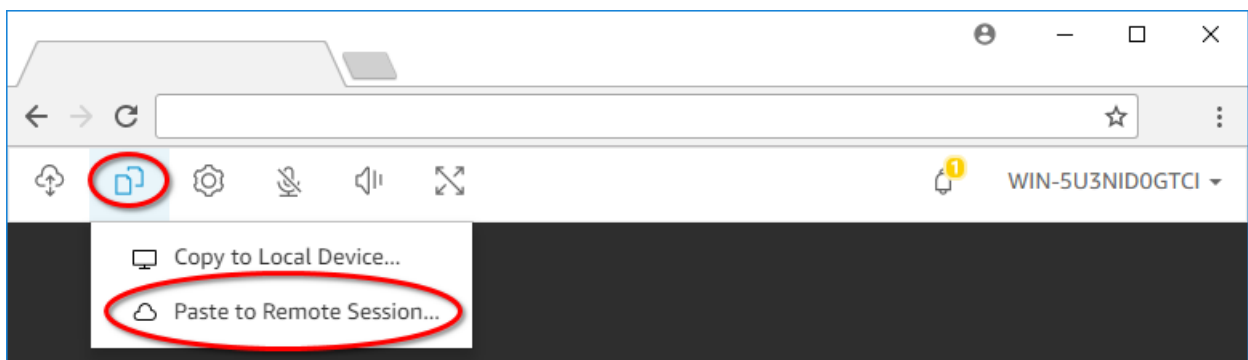 1
WIN-5U3NID0GTCI
Copy to Local Device...
Paste to Remote Session...